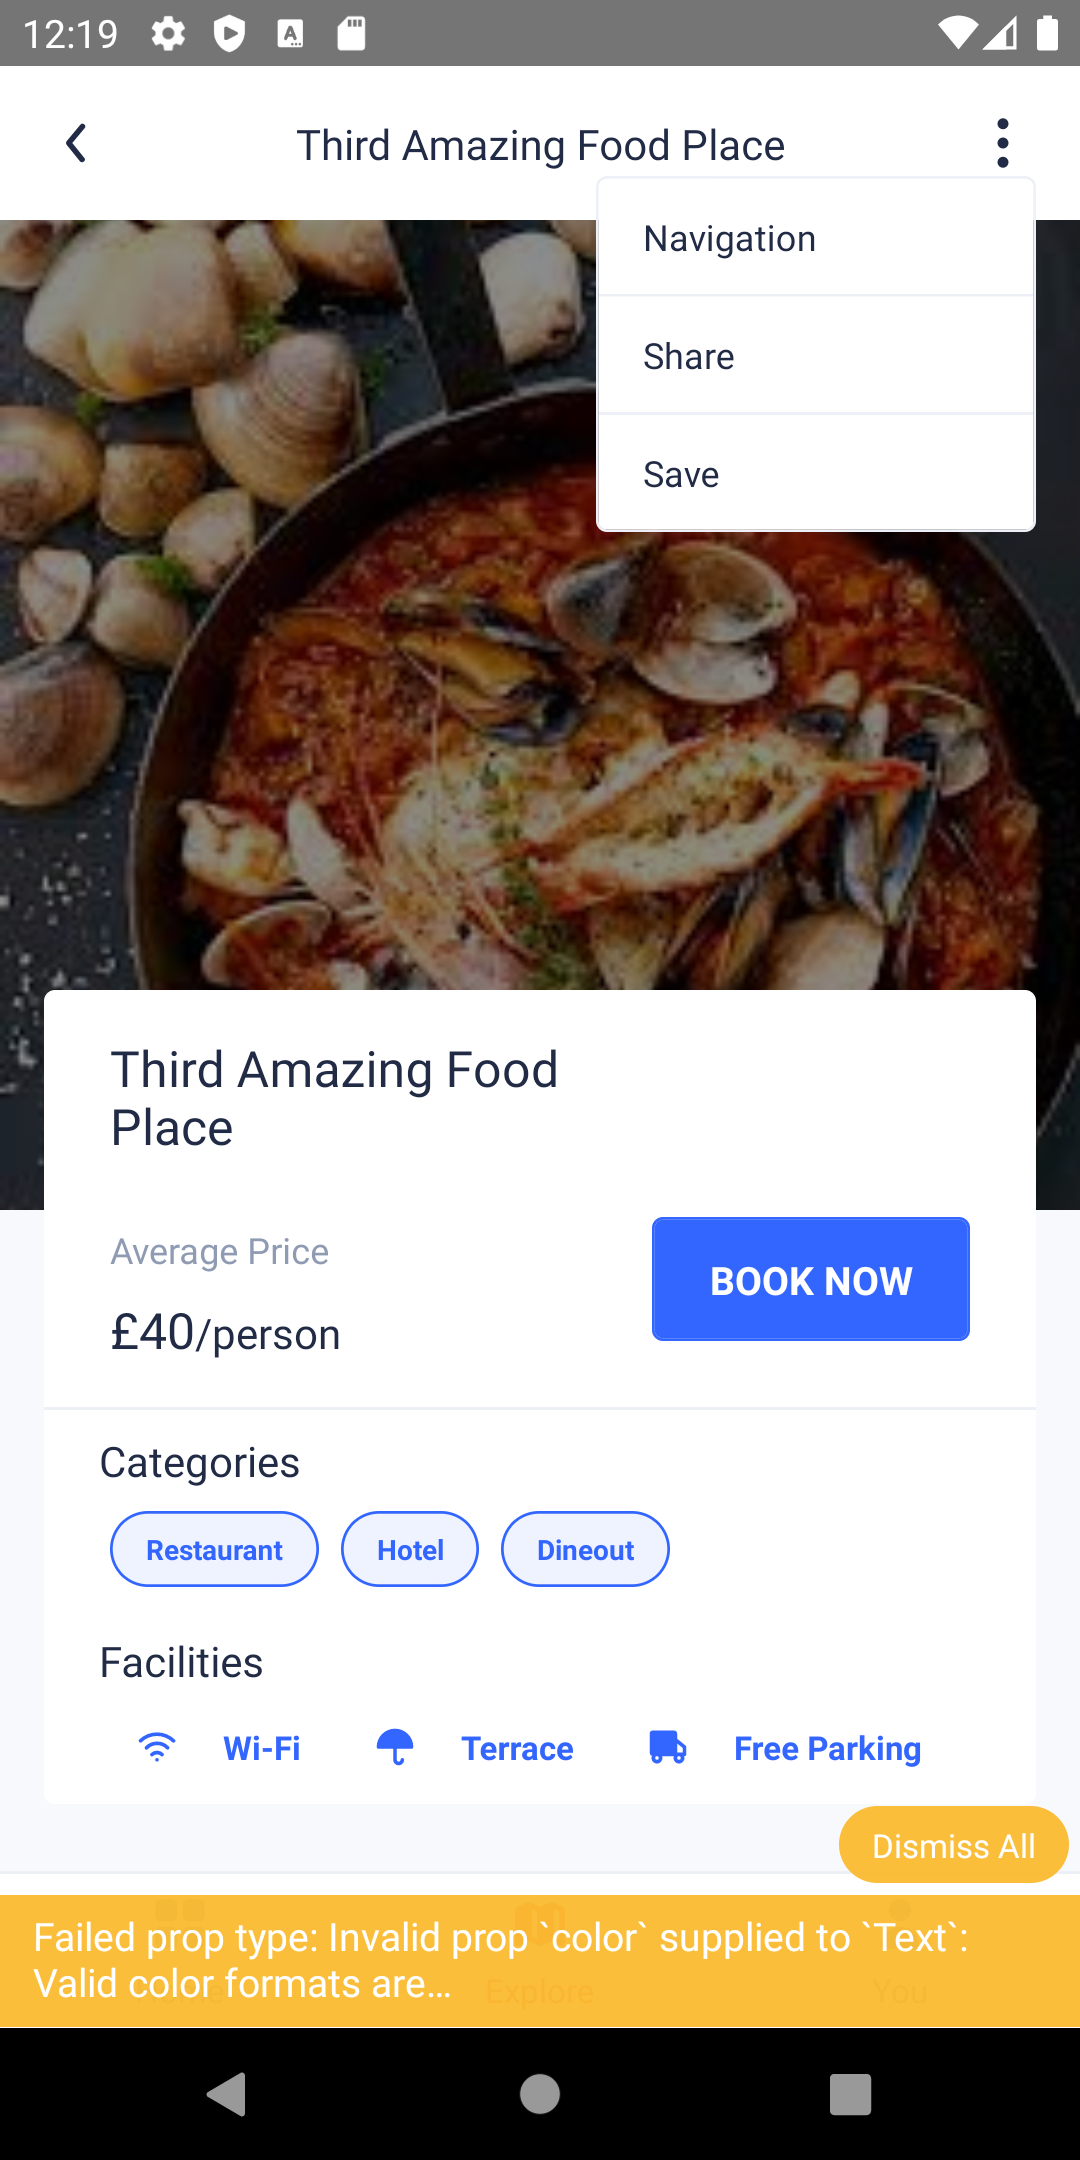 12:19
Third Amazing Food Place
Navigation
Share
Save
Third Amazing Food
Place
Average Price
£40/person
BOOK NOW
Categories
Restaurant
Hotel
Dineout
Facilities
Wi-Fi
Terrace
Free Parking
Dismiss All
Failed prop type: Invalid prop `color` supplied to `Text`:
Valid color formats are…
Explore
You